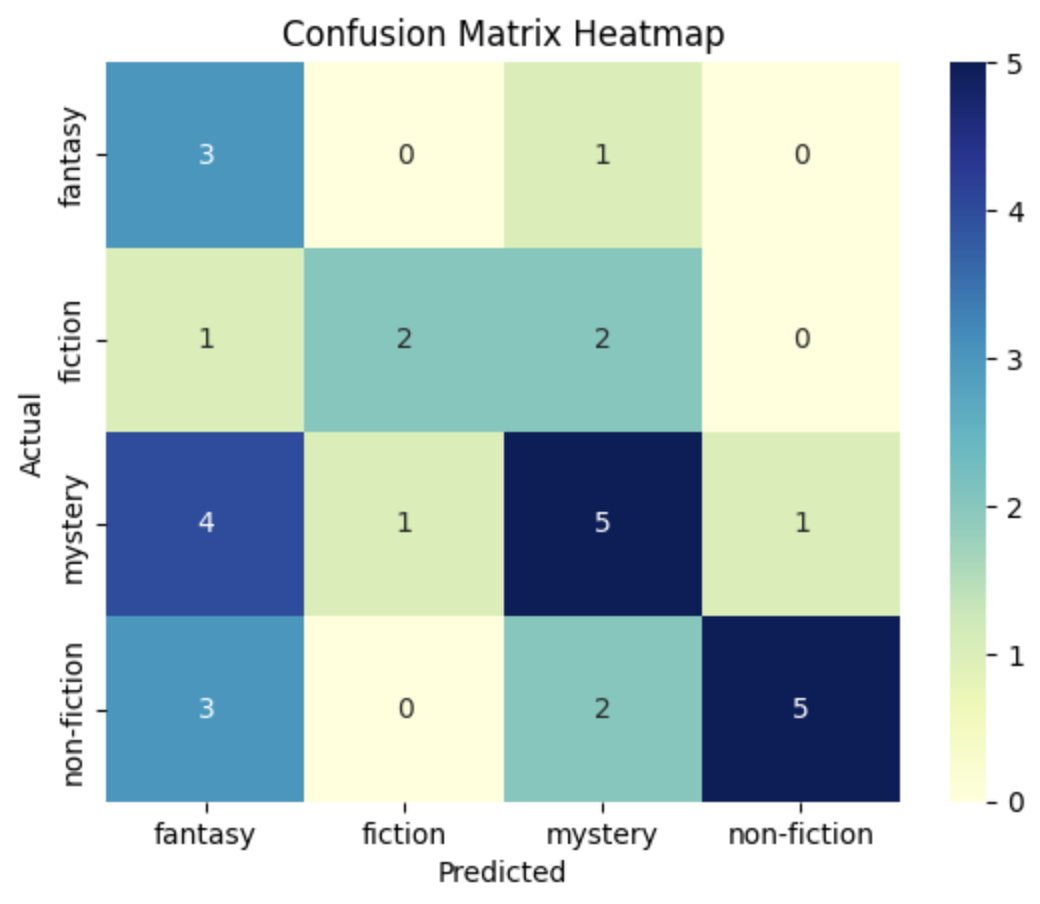 Confusion Matrix Heatmap
Actual
fantasy 3 0 1 0
fiction 1 2 2 0
mystery 4 1 5 1
non-fiction 3 0 2 5
fantasy fiction mystery non-fiction
Predicted
5
4
3
2
1
0